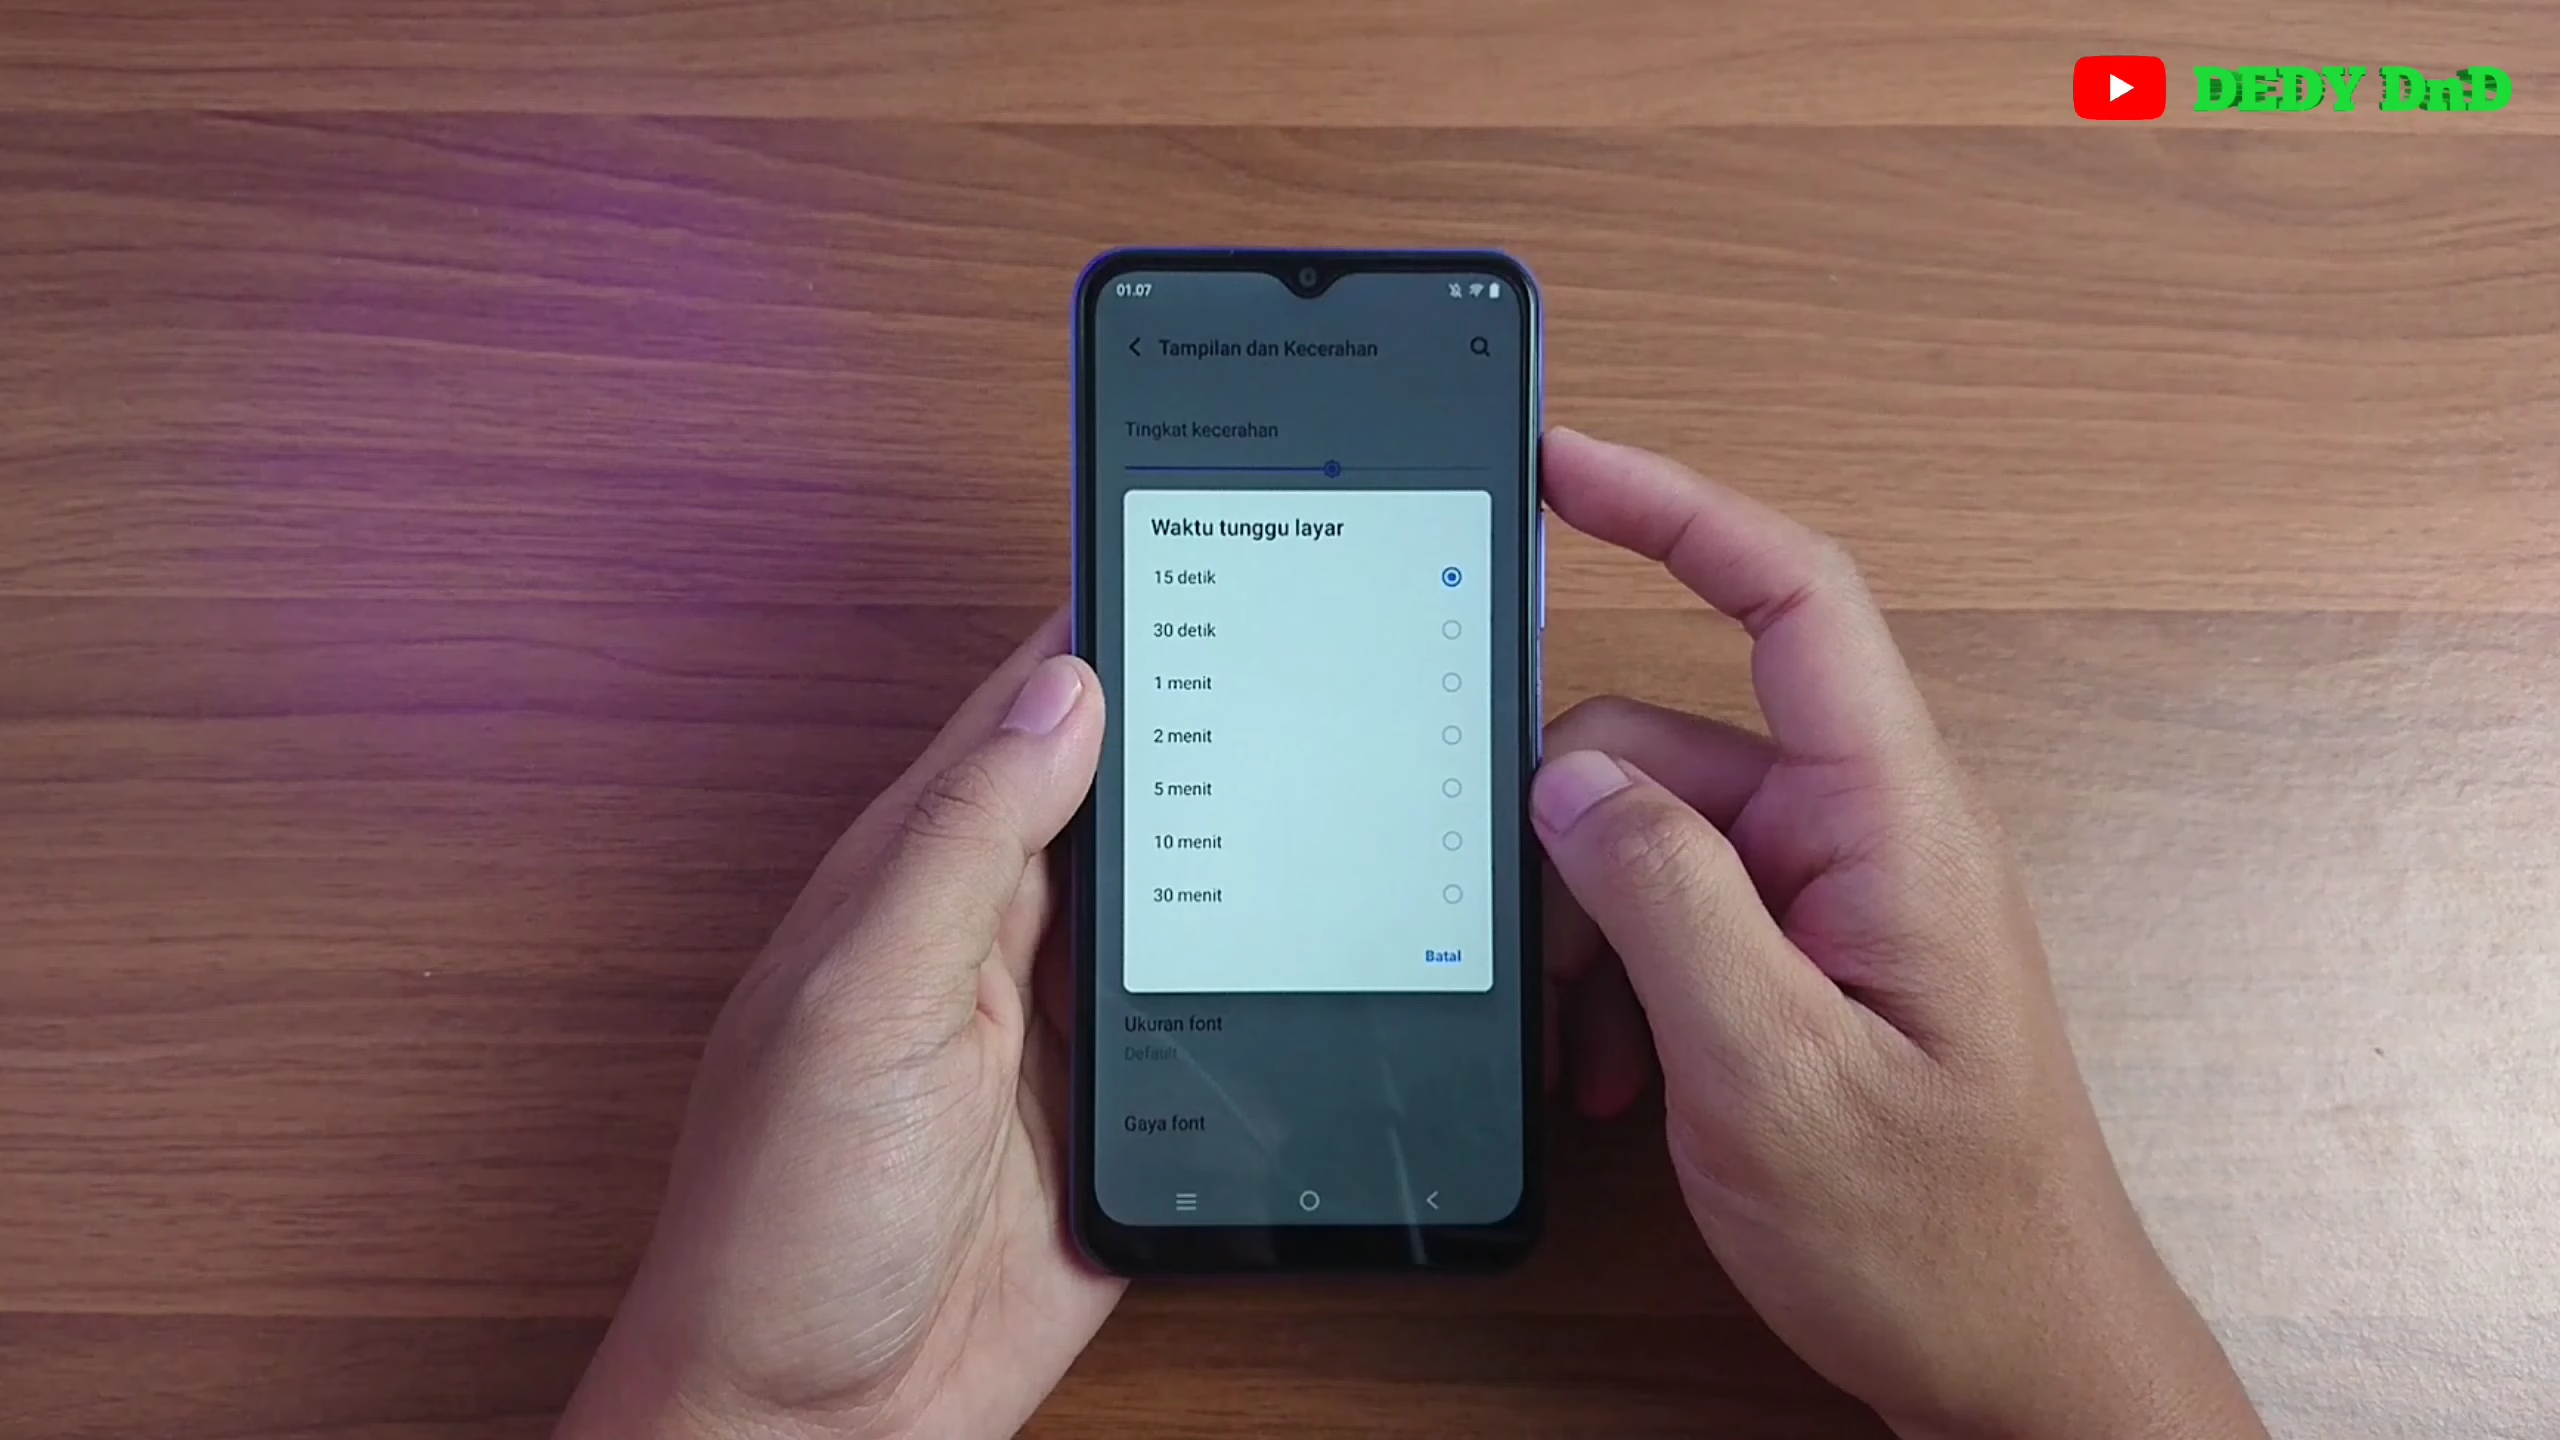 DEDY DnD
01.07
Tampilan dan Kecerahan
Tingkat kecerahan
Waktu tunggu layar
15 detik
30 detik
1 menit
2 menit
5 menit
10 menit
30 menit
Batal
Ukuran font
Default
Gaya font